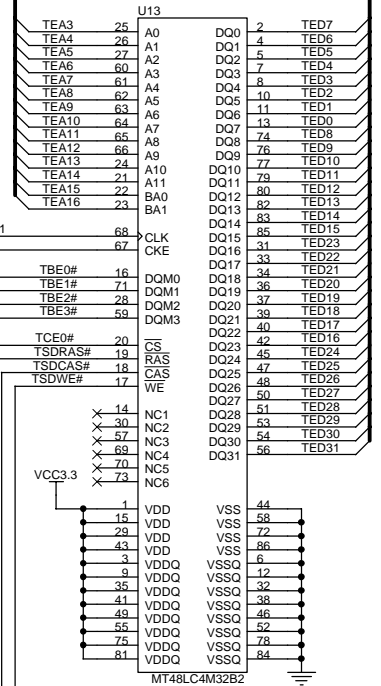 U13
TEA3 25 A0 DQ0 2 TED7
TEA4 26 A1 DQ1 4 TED6
TEA5 27 A2 DQ2 5 TED5
TEA6 60 A3 DQ3 7 TED4
TEA7 61 A4 DQ4 8 TED3
TEA8 62 A5 DQ5 10 TED2
TEA9 63 A6 DQ6 11 TED1
TEA10 64 A7 DQ7 13 TED0
TEA11 65 A8 DQ8 74 TED8
TEA12 66 A9 DQ9 76 TED9
TEA13 24 A10 DQ10 77 TED10
TEA14 21 A11 DQ11 79 TED11
TEA15 22 BA0 DQ12 80 TED12
TEA16 23 BA1 DQ13 82 TED13
DQ14 83 TED14
1 68 CLK DQ15 85 TED15
67 CKE DQ16 31 TED23
DQ17 33 TED22
TBE0# 16 DQM0 DQ18 34 TED21
TBE1# 71 DQM1 DQ19 36 TED20
TBE2# 28 DQM2 DQ20 37 TED19
TBE3# 59 DQM3 DQ21 39 TED18
DQ22 40 TED17
TCE0# 20 CS DQ23 42 TED16
TSDRAS# 19 RAS DQ24 45 TED24
TSDCAS# 18 CAS DQ25 47 TED25
TSDWE# 17 WE DQ26 48 TED26
DQ27 50 TED27
14 NC1 DQ28 51 TED28
30 NC2 DQ29 53 TED29
57 NC3 DQ30 54 TED30
69 NC4 DQ31 56 TED31
70 NC5
73 NC6
VCC3.3
1 VDD VSS 44
15 VDD VSS 58
29 VDD VSS 72
43 VDD VSS 86
3 VDDQ VSSQ 6
9 VDDQ VSSQ 12
35 VDDQ VSSQ 32
41 VDDQ VSSQ 38
49 VDDQ VSSQ 46
55 VDDQ VSSQ 52
75 VDDQ VSSQ 78
81 VDDQ VSSQ 84
MT48LC4M32B2